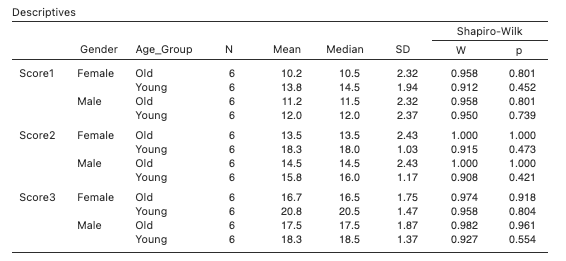 Descriptives
Shapiro-Wilk
Gender Age_Group N Mean Median SD W p
Score1 Female Old 6 10.2 10.5 2.32 0.958 0.801
Young 6 13.8 14.5 1.94 0.912 0.452
Male Old 6 11.2 11.5 2.32 0.958 0.801
Young 6 12.0 12.0 2.37 0.950 0.739
Score2 Female Old 6 13.5 13.5 2.43 1.000 1.000
Young 6 18.3 18.0 1.03 0.915 0.473
Male Old 6 14.5 14.5 2.43 1.000 1.000
Young 6 15.8 16.0 1.17 0.908 0.421
Score3 Female Old 6 16.7 16.5 1.75 0.974 0.918
Young 6 20.8 20.5 1.47 0.958 0.804
Male Old 6 17.5 17.5 1.87 0.982 0.961
Young 6 18.3 18.5 1.37 0.927 0.554